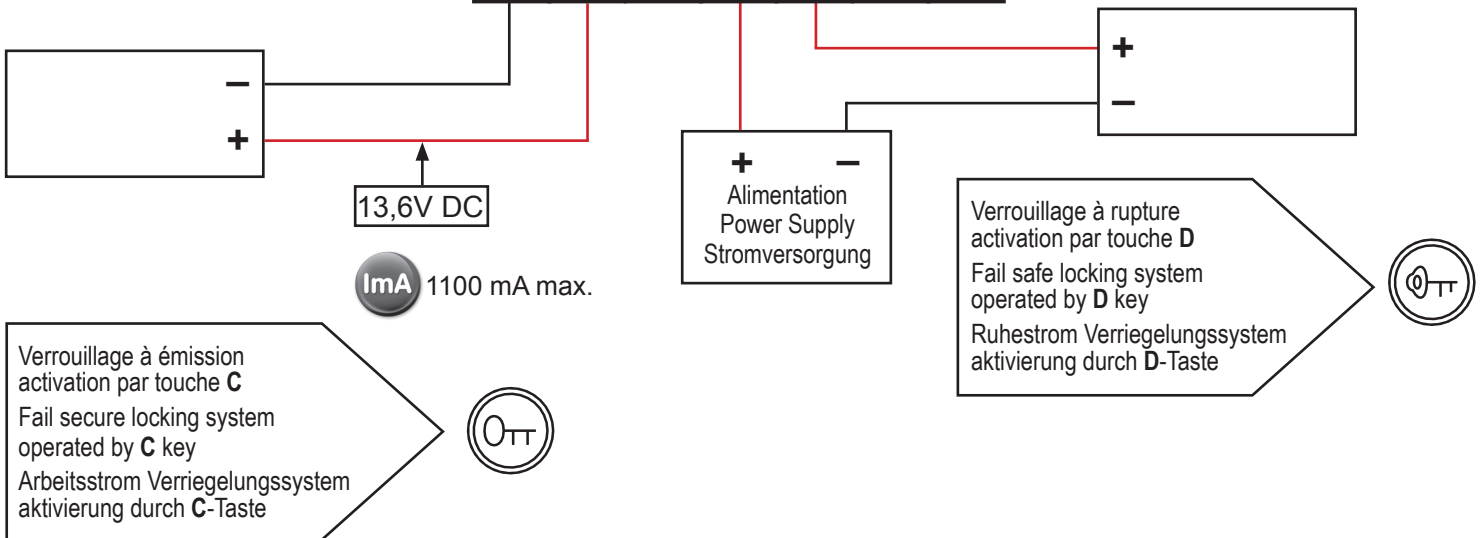 −
+
13,6V DC
ImA 1100 mA max.
+ −
Alimentation
Power Supply
Stromversorgung
+
−
Verrouillage à rupture
activation par touche D
Fail safe locking system
operated by D key
Ruhestrom Verriegelungssystem
aktivierung durch D-Taste
Verrouillage à émission
activation par touche C
Fail secure locking system
operated by C key
Arbeitsstrom Verriegelungssystem
aktivierung durch C-Taste